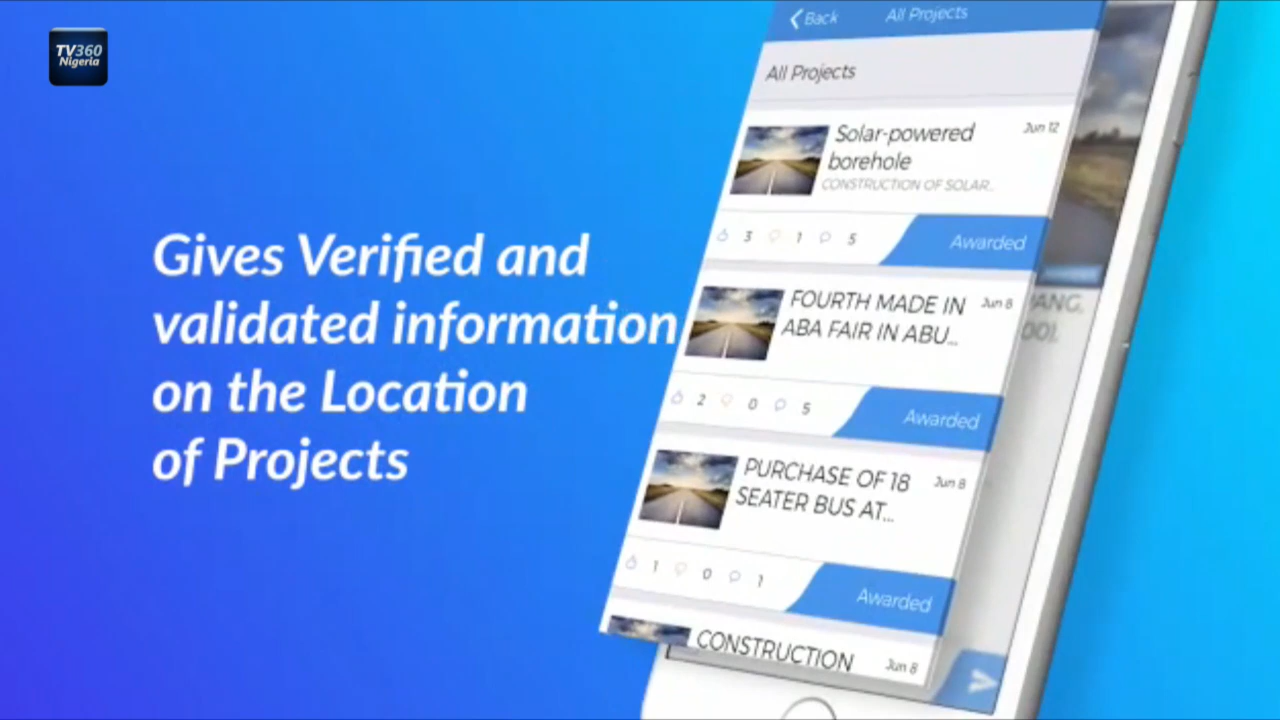 TV360
Nigeria
Gives Verified and
validated information
on the Location
of Projects
Back
All Projects
All Projects
Solar-powered
borehole
Jun 12
CONSTRUCTION OF SOLAR...
3 1 5
Awarded
FOURTH MADE IN
ABA FAIR IN ABU...
Jun 8
2 0 5
Awarded
PURCHASE OF 18
SEATER BUS AT...
Jun 8
1 0 1
Awarded
CONSTRUCTION
Jun 8